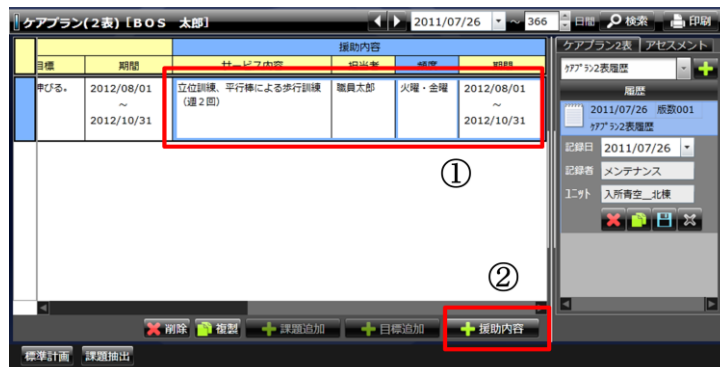 ケアプラン(2表)[BOS 太郎]
2011/07/26 ~ 366 日間 検索 印刷
援助内容
目標 期間 サービス内容 担当者 頻度 期間
伸びる。 2012/08/01 ~ 2012/10/31 立位訓練、平行棒による歩行訓練(週2回) 職員太郎 火曜・金曜 2012/08/01 ~ 2012/10/31
①
②
削除 複製 課題追加 目標追加 援助内容
標準計画 課題抽出
ケアプラン2表 アセスメント
ケアプラン2表履歴
履歴
2011/07/26 版数001
ケアプラン2表履歴
記録日 2011/07/26
記録者 メンテナンス
ユニット 入所青空__北棟